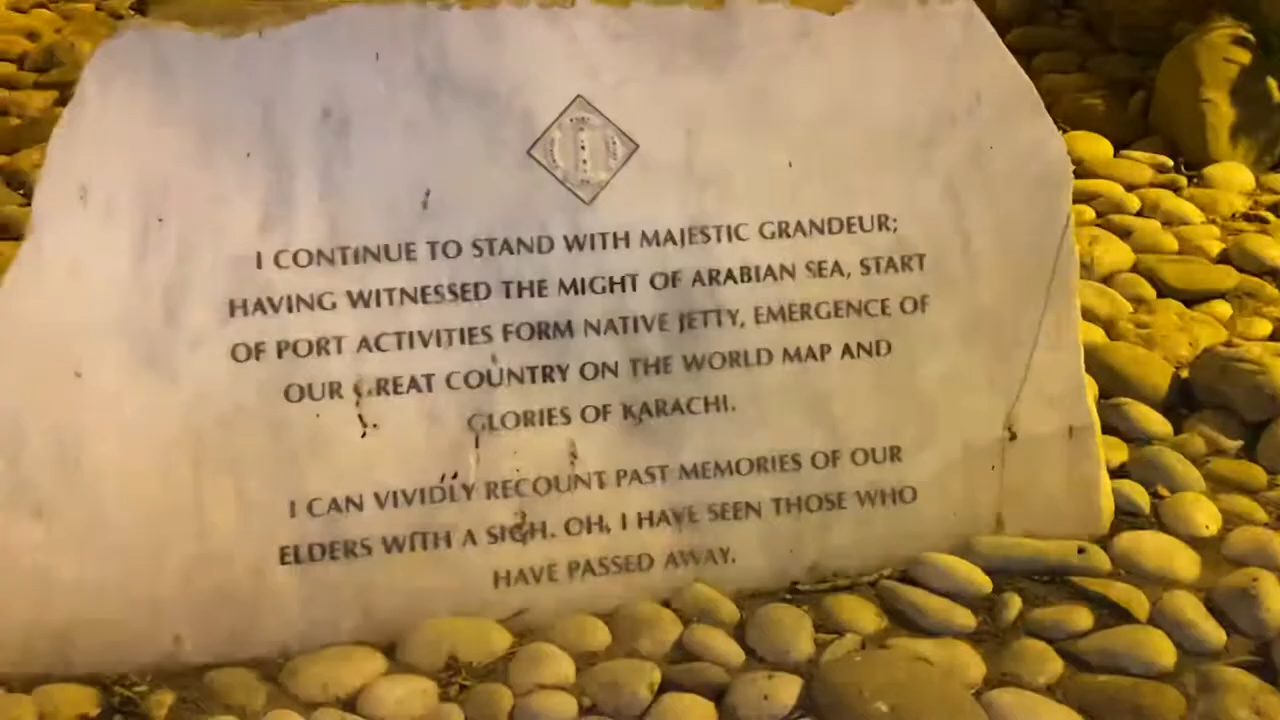 I CONTINUE TO STAND WITH MAJESTIC GRANDEUR;
HAVING WITNESSED THE MIGHT OF ARABIAN SEA, START
OF PORT ACTIVITIES FORM NATIVE JETTY, EMERGENCE OF
OUR GREAT COUNTRY ON THE WORLD MAP AND
GLORIES OF KARACHI.
I CAN VIVIDLY RECOUNT PAST MEMORIES OF OUR
ELDERS WITH A SIGH. OH, I HAVE SEEN THOSE WHO
HAVE PASSED AWAY.